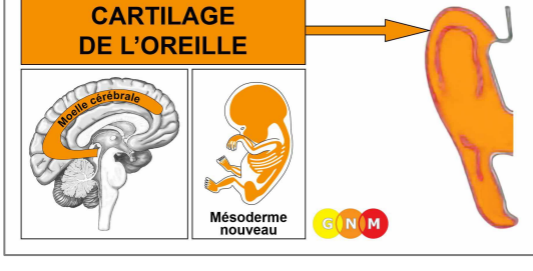 CARTILAGE
DE L'OREILLE
Moelle cérébrale
Mésoderme
nouveau
G N M